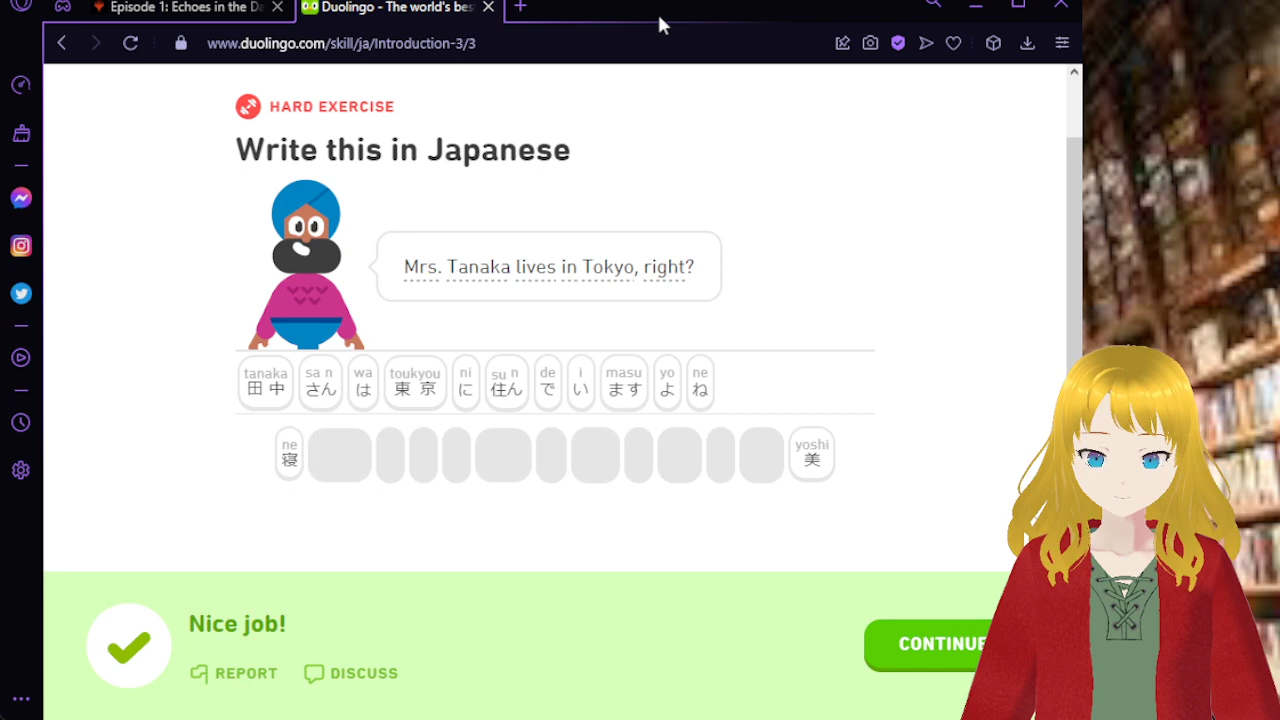 Episode 1: Echoes in the Da
Duolingo - The world's bes
www.duolingo.com/skill/ja/Introduction-3/3
HARD EXERCISE
Write this in Japanese
Mrs. Tanaka lives in Tokyo, right?
tanaka sa n wa toukyou ni su n de i masu yo ne
田中 さん は 東京 に 住ん で い ます よ ね
ne yoshi
寝 美
Nice job!
REPORT DISCUSS
CONTINUE